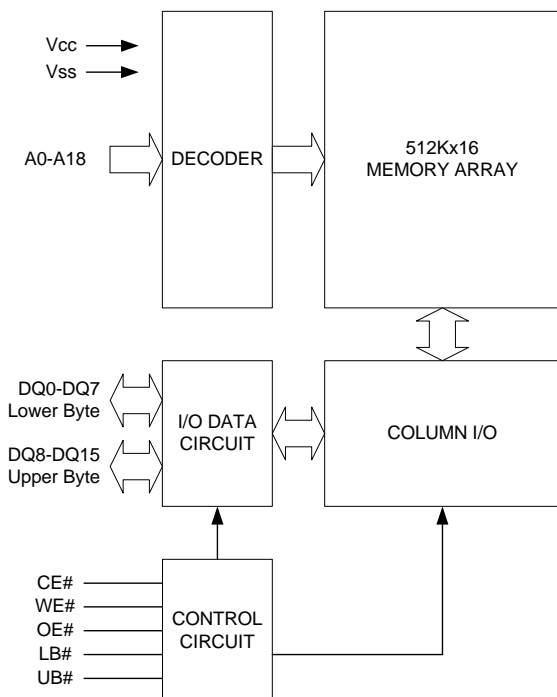 Vcc
Vss
A0-A18
DECODER
512Kx16
MEMORY ARRAY
DQ0-DQ7
Lower Byte
DQ8-DQ15
Upper Byte
I/O DATA
CIRCUIT
COLUMN I/O
CE#
WE#
OE#
LB#
UB#
CONTROL
CIRCUIT